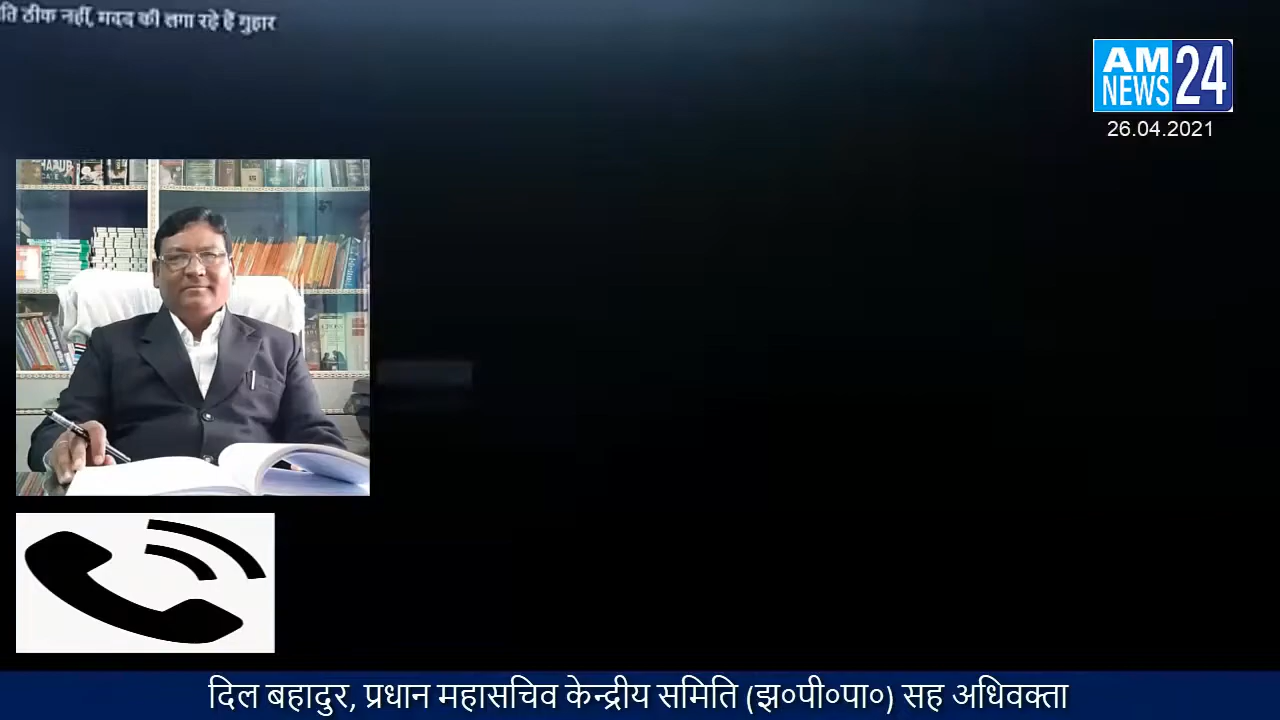 ति ठीक नहीं, मदद की लगा रहे हैं गुहार
AM
NEWS
24
26.04.2021
दिल बहादुर, प्रधान महासचिव केन्द्रीय समिति (झ०पी०पा०) सह अधिवक्ता